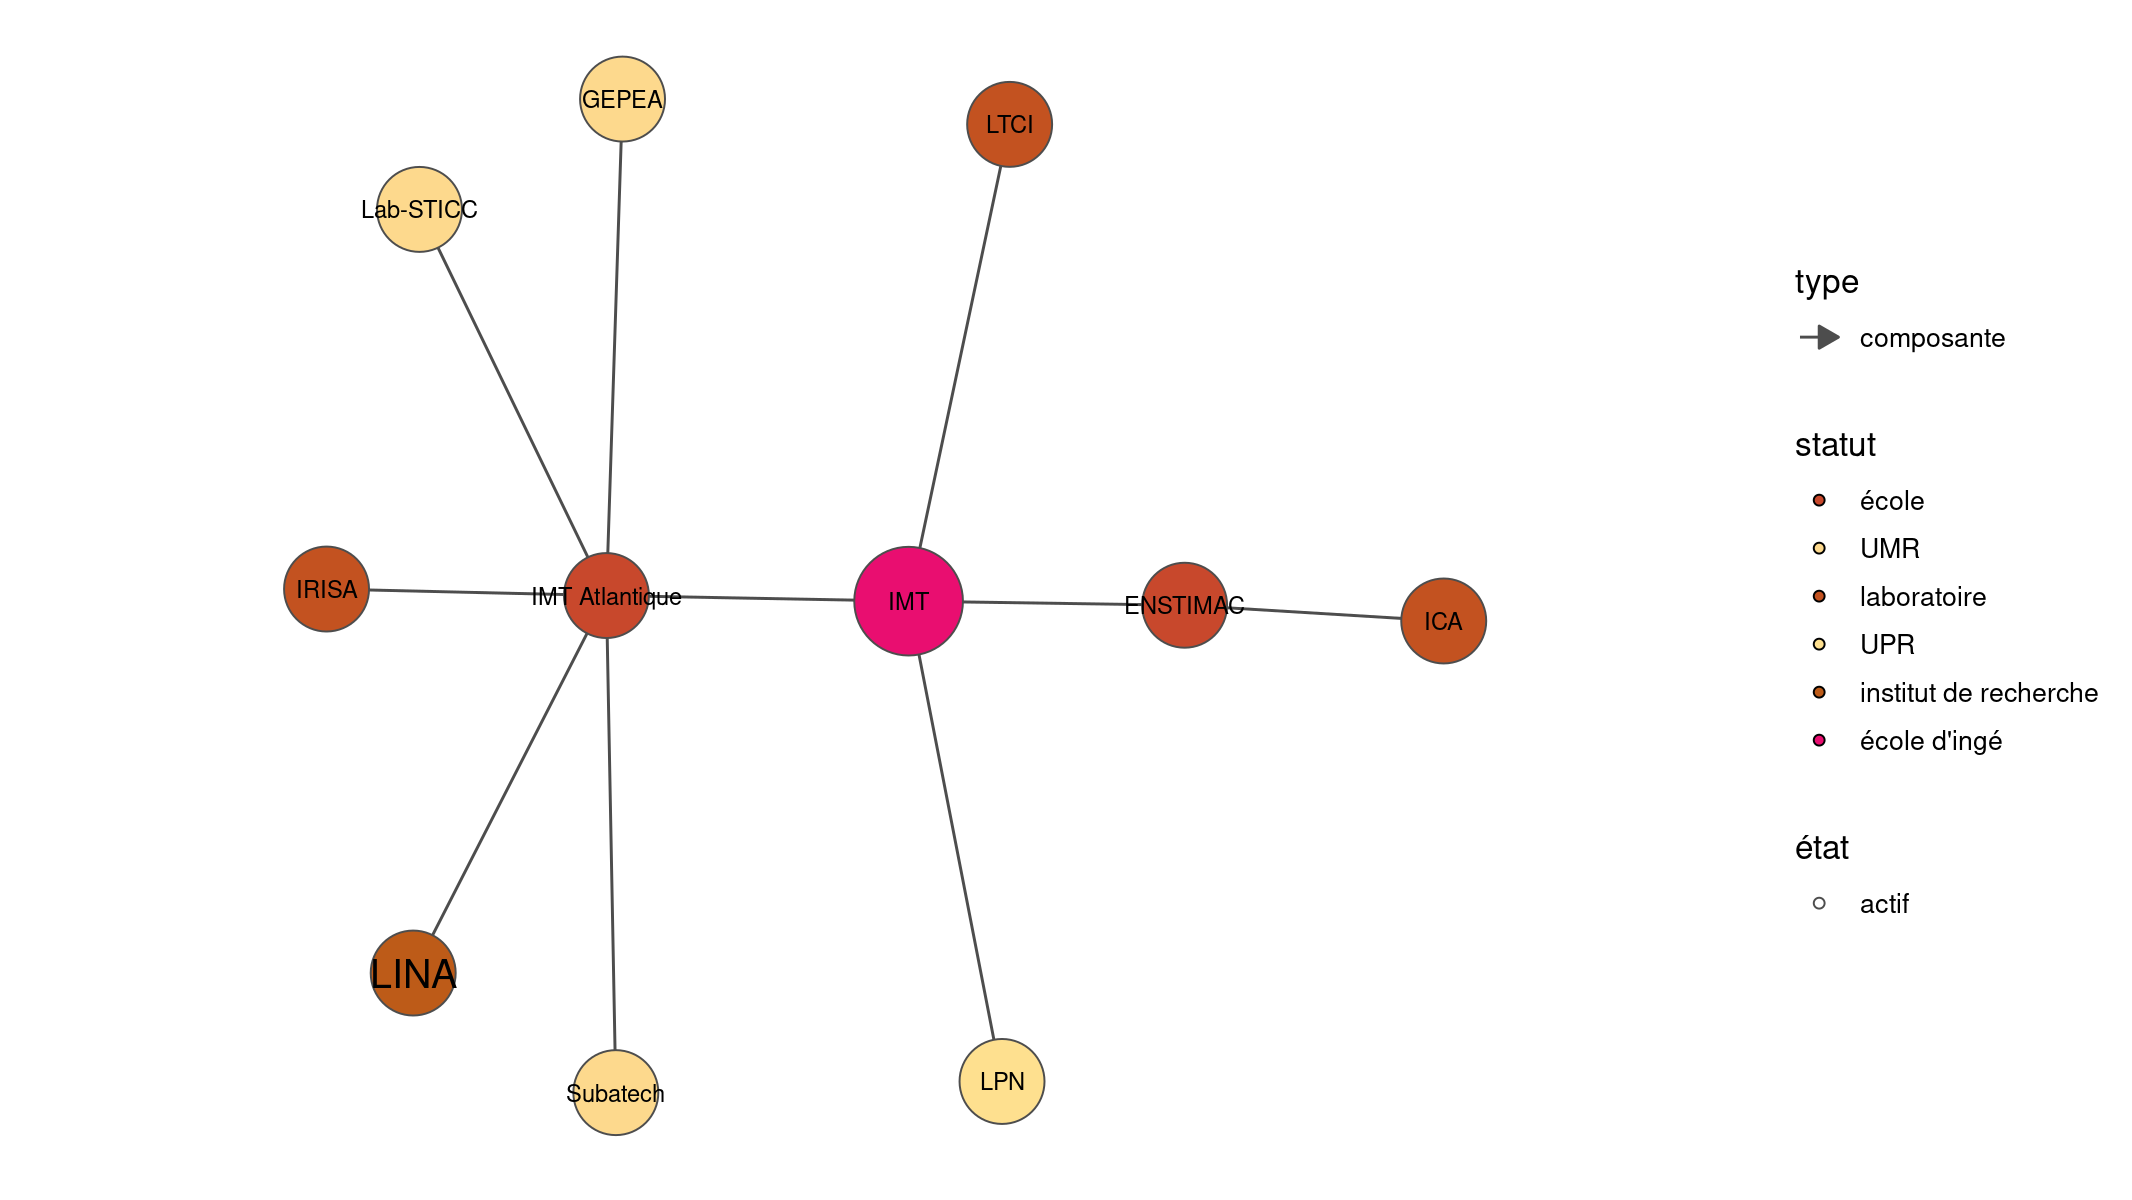 GEPEA
LTCI
Lab-STICC
IRISA
IMT Atlantique
IMT
ENSTIMAC
ICA
LINA
Subatech
LPN
type
composante
statut
école
UMR
laboratoire
UPR
institut de recherche
école d'ingé
état
actif